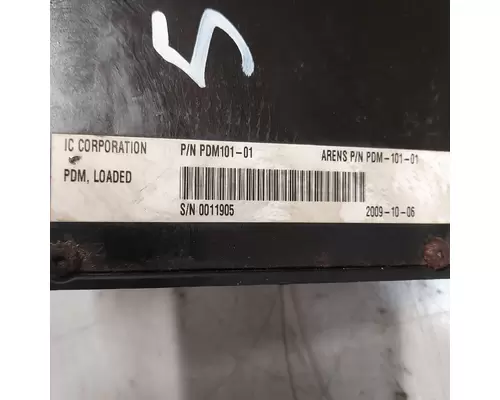 5
IC CORPORATION P/N PDM101-01 ARENS P/N PDM-101-01
PDM, LOADED
S/N 0011905 2009-10-06